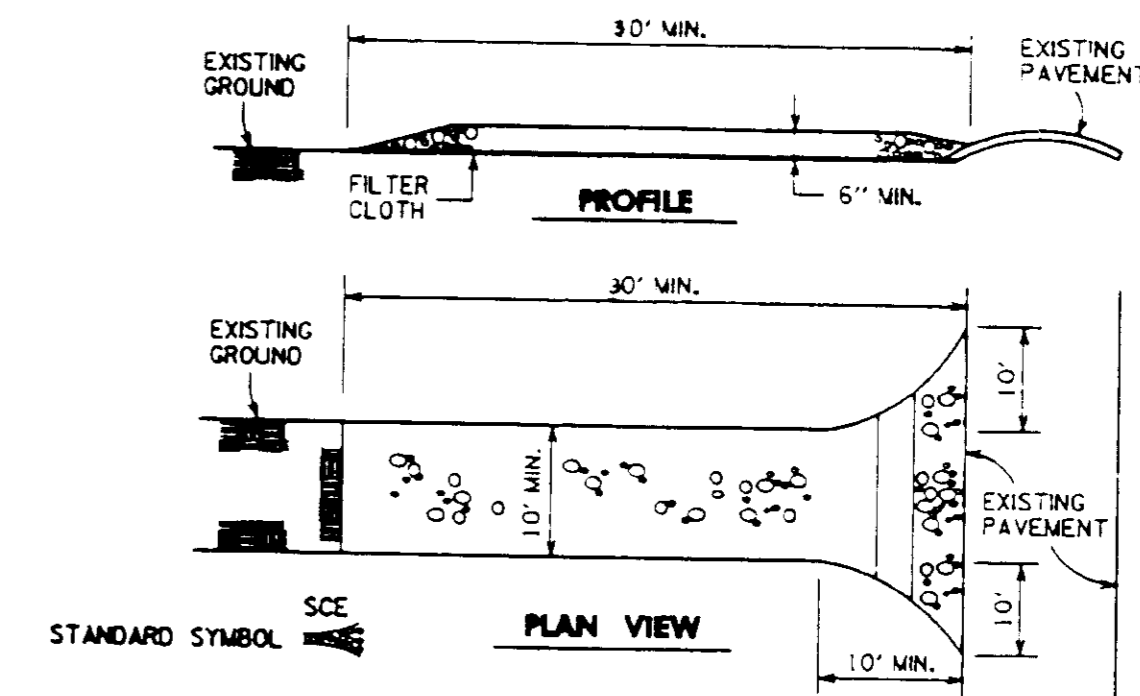 30' MIN.
EXISTING
GROUND
EXISTING
PAVEMENT
FILTER
CLOTH
PROFILE
6" MIN.
30' MIN.
EXISTING
GROUND
10'
10' MIN.
EXISTING
PAVEMENT
10'
SCE
STANDARD SYMBOL
PLAN VIEW
10' MIN.